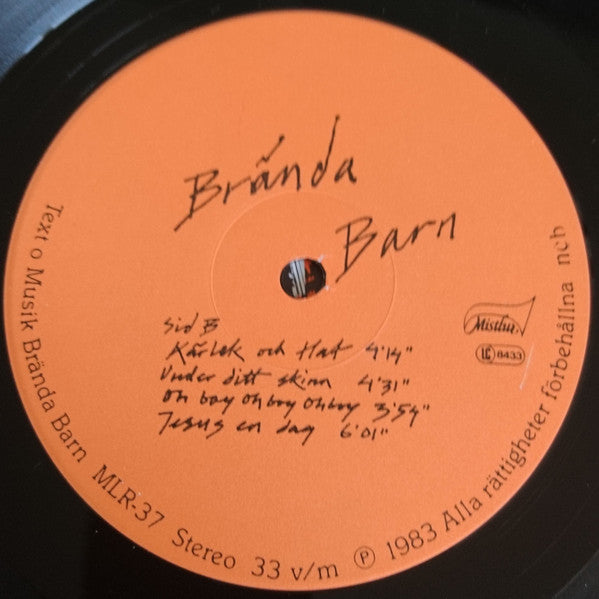 Brända
Barn
Sid B
Kärlek och Hat 4'14"
Under ditt skinn 4'31"
Oh boy oh boy Oh boy 3'54"
Jesus en dag 6'01"
Mistlur
LC 8433
Text o Musik Brända Barn MLR-37 Stereo 33 v/m Ⓟ 1983 Alla rättigheter förbehållna ncb